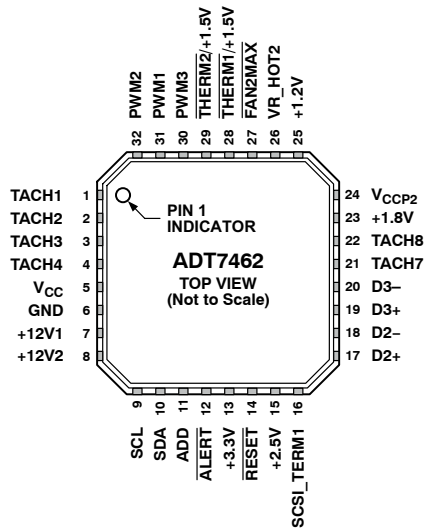 32 PWM2
31 PWM1
30 PWM3
29 THERM2/+1.5V
28 THERM1/+1.5V
27 FAN2MAX
26 VR_HOT2
25 +1.2V
TACH1 1
TACH2 2
TACH3 3
TACH4 4
VCC 5
GND 6
+12V1 7
+12V2 8
PIN 1
INDICATOR
ADT7462
TOP VIEW
(Not to Scale)
24 VCCP2
23 +1.8V
22 TACH8
21 TACH7
20 D3–
19 D3+
18 D2–
17 D2+
SCL 9
SDA 10
ADD 11
ALERT 12
+3.3V 13
RESET 14
+2.5V 15
SCSI_TERM1 16